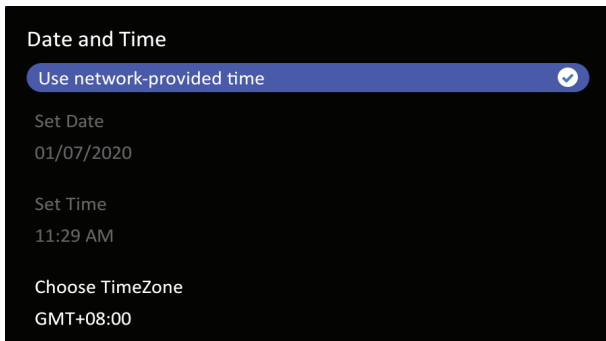 Date and Time
Use network-provided time
Set Date
01/07/2020
Set Time
11:29 AM
Choose TimeZone
GMT+08:00